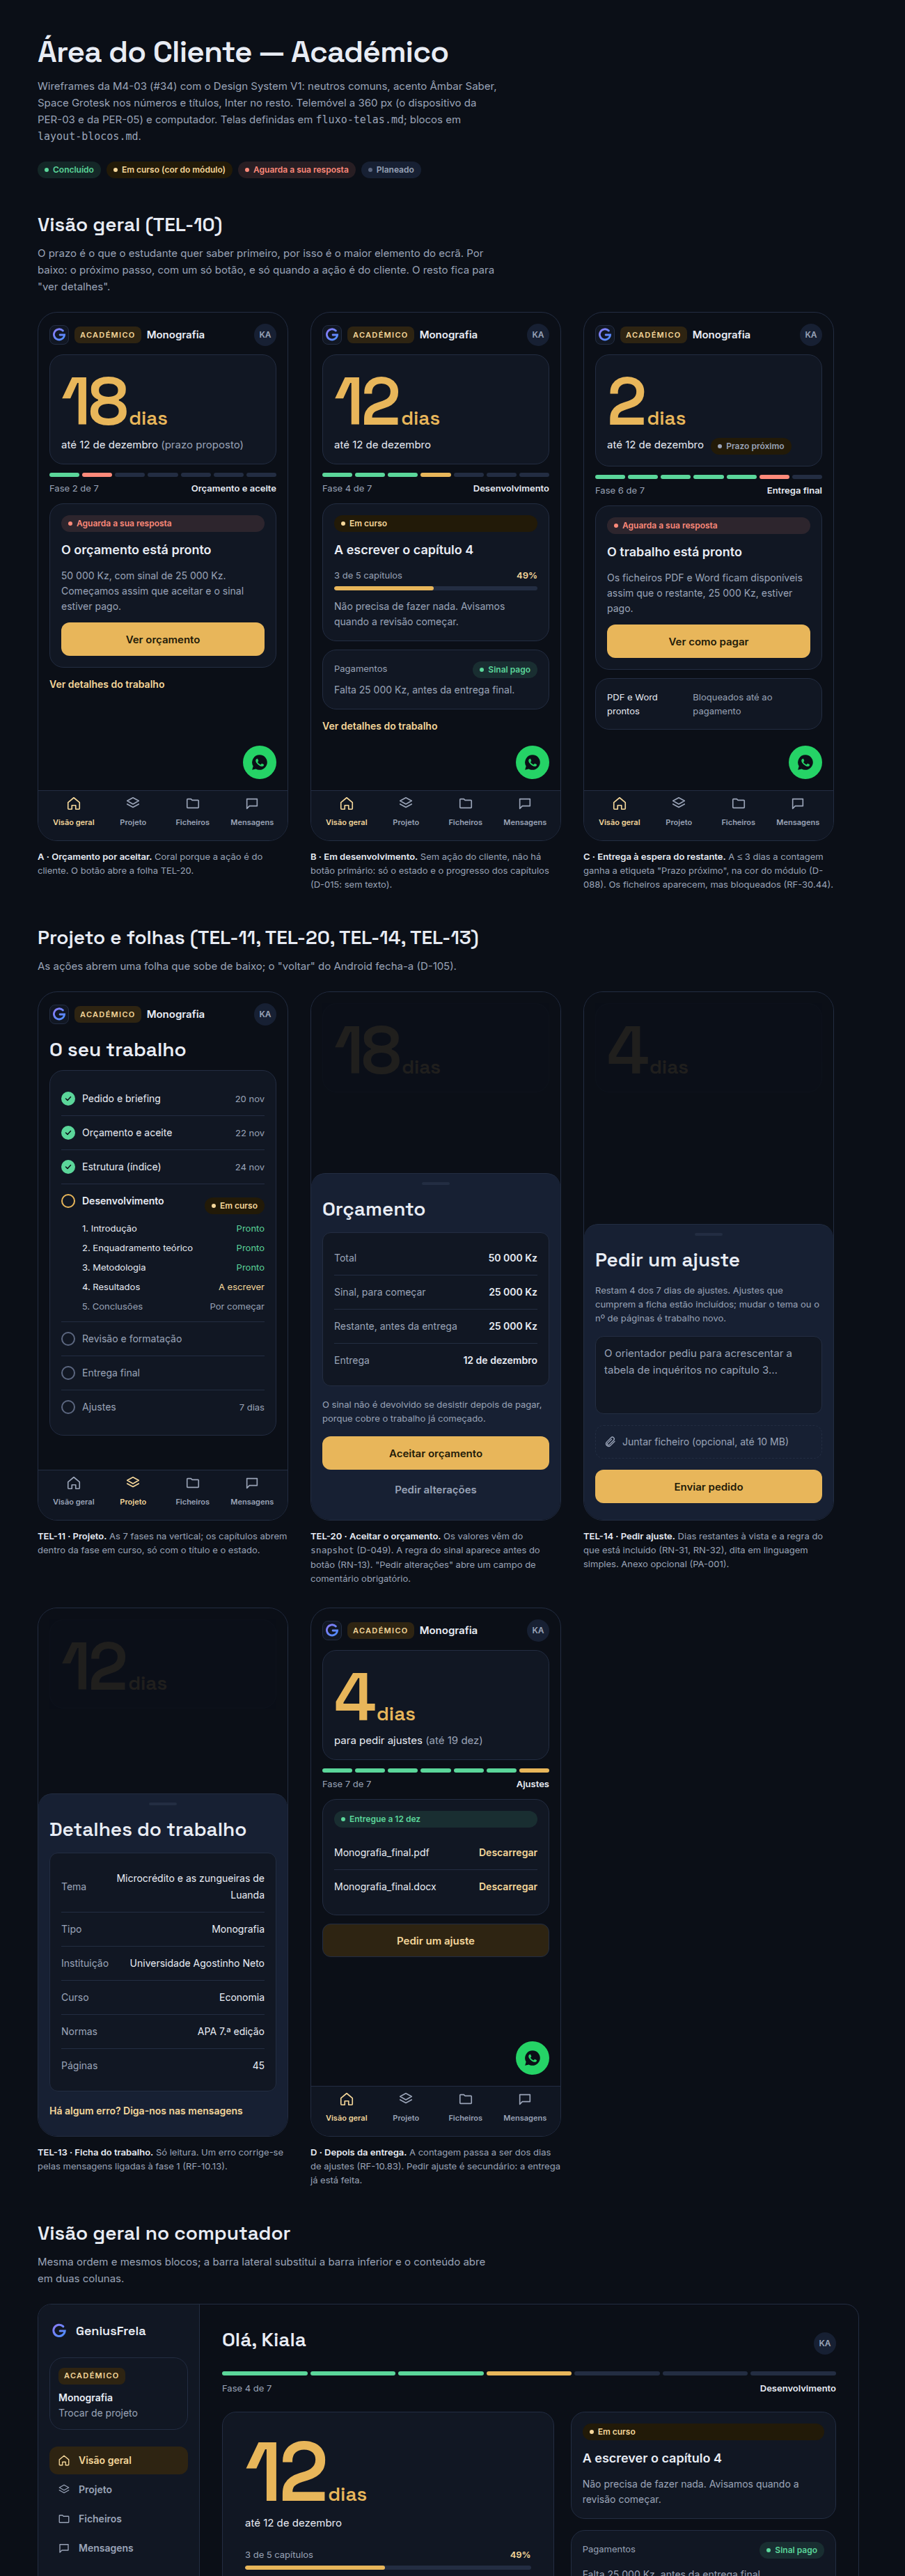 Área do Cliente — Académico
Wireframes da M4-03 (#34) com o Design System V1: neutros comuns, acento Âmbar Saber,
Space Grotesk nos números e títulos, Inter no resto. Telemóvel a 360 px (o dispositivo da
PER-03 e da PER-05) e computador. Telas definidas em fluxo-telas.md; blocos em
layout-blocos.md.
Concluído
Em curso (cor do módulo)
Aguarda a sua resposta
Planeado
Visão geral (TEL-10)
O prazo é o que o estudante quer saber primeiro, por isso é o maior elemento do ecrã. Por
baixo: o próximo passo, com um só botão, e só quando a ação é do cliente. O resto fica para
"ver detalhes".
G ACADÉMICO Monografia KA
18 dias
até 12 de dezembro (prazo proposto)
Fase 2 de 7 Orçamento e aceite
Aguarda a sua resposta
O orçamento está pronto
50 000 Kz, com sinal de 25 000 Kz.
Começamos assim que aceitar e o sinal
estiver pago.
Ver orçamento
Ver detalhes do trabalho
Visão geral Projeto Ficheiros Mensagens
A · Orçamento por aceitar. Coral porque a ação é do
cliente. O botão abre a folha TEL-20.
G ACADÉMICO Monografia KA
12 dias
até 12 de dezembro
Fase 4 de 7 Desenvolvimento
Em curso
A escrever o capítulo 4
3 de 5 capítulos 49%
Não precisa de fazer nada. Avisamos
quando a revisão começar.
Pagamentos Sinal pago
Falta 25 000 Kz, antes da entrega final.
Ver detalhes do trabalho
Visão geral Projeto Ficheiros Mensagens
B · Em desenvolvimento. Sem ação do cliente, não há
botão primário: só o estado e o progresso dos capítulos
(D-015: sem texto).
G ACADÉMICO Monografia KA
2 dias
até 12 de dezembro Prazo próximo
Fase 6 de 7 Entrega final
Aguarda a sua resposta
O trabalho está pronto
Os ficheiros PDF e Word ficam disponíveis
assim que o restante, 25 000 Kz, estiver
pago.
Ver como pagar
PDF e Word
prontos
Bloqueados até ao
pagamento
Visão geral Projeto Ficheiros Mensagens
C · Entrega à espera do restante. A ≤ 3 dias a contagem
ganha a etiqueta "Prazo próximo", na cor do módulo (D-
088). Os ficheiros aparecem, mas bloqueados (RF-30.44).
Projeto e folhas (TEL-11, TEL-20, TEL-14, TEL-13)
As ações abrem uma folha que sobe de baixo; o "voltar" do Android fecha-a (D-105).
G ACADÉMICO Monografia KA
O seu trabalho
Pedido e briefing 20 nov
Orçamento e aceite 22 nov
Estrutura (índice) 24 nov
Desenvolvimento Em curso
1. Introdução Pronto
2. Enquadramento teórico Pronto
3. Metodologia Pronto
4. Resultados A escrever
5. Conclusões Por começar
Revisão e formatação
Entrega final
Ajustes 7 dias
Visão geral Projeto Ficheiros Mensagens
TEL-11 · Projeto. As 7 fases na vertical; os capítulos abrem
dentro da fase em curso, só com o título e o estado.
18 dias
Orçamento
Total 50 000 Kz
Sinal, para começar 25 000 Kz
Restante, antes da entrega 25 000 Kz
Entrega 12 de dezembro
O sinal não é devolvido se desistir depois de pagar,
porque cobre o trabalho já começado.
Aceitar orçamento
Pedir alterações
TEL-20 · Aceitar o orçamento. Os valores vêm do
snapshot (D-049). A regra do sinal aparece antes do
botão (RN-13). "Pedir alterações" abre um campo de
comentário obrigatório.
4 dias
Pedir um ajuste
Restam 4 dos 7 dias de ajustes. Ajustes que
cumprem a ficha estão incluídos; mudar o tema ou o
nº de páginas é trabalho novo.
O orientador pediu para acrescentar a
tabela de inquéritos no capítulo 3…
Juntar ficheiro (opcional, até 10 MB)
Enviar pedido
TEL-14 · Pedir ajuste. Dias restantes à vista e a regra do
que está incluído (RN-31, RN-32), dita em linguagem
simples. Anexo opcional (PA-001).
12 dias
Detalhes do trabalho
Tema Microcrédito e as zungueiras de
Luanda
Tipo Monografia
Instituição Universidade Agostinho Neto
Curso Economia
Normas APA 7.ª edição
Páginas 45
Há algum erro? Diga-nos nas mensagens
TEL-13 · Ficha do trabalho. Só leitura. Um erro corrige-se
pelas mensagens ligadas à fase 1 (RF-10.13).
G ACADÉMICO Monografia KA
4 dias
para pedir ajustes (até 19 dez)
Fase 7 de 7 Ajustes
Entregue a 12 dez
Monografia_final.pdf Descarregar
Monografia_final.docx Descarregar
Pedir um ajuste
Visão geral Projeto Ficheiros Mensagens
D · Depois da entrega. A contagem passa a ser dos dias
de ajustes (RF-10.83). Pedir ajuste é secundário: a entrega
já está feita.
Visão geral no computador
Mesma ordem e mesmos blocos; a barra lateral substitui a barra inferior e o conteúdo abre
em duas colunas.
G GeniusFrela
ACADÉMICO
Monografia
Trocar de projeto
Visão geral
Projeto
Ficheiros
Mensagens
Olá, Kiala KA
Fase 4 de 7 Desenvolvimento
12 dias
até 12 de dezembro
3 de 5 capítulos 49%
Em curso
A escrever o capítulo 4
Não precisa de fazer nada. Avisamos quando a
revisão começar.
Pagamentos Sinal pago
Falta 25 000 Kz, antes da entrega final.